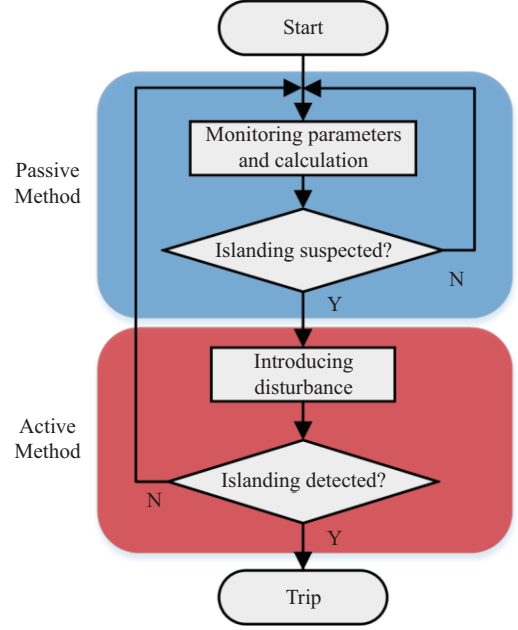 Start
Passive
Method
Monitoring parameters
and calculation
Islanding suspected?
N
Y
Active
Method
Introducing
disturbance
Islanding detected?
N
Y
Trip